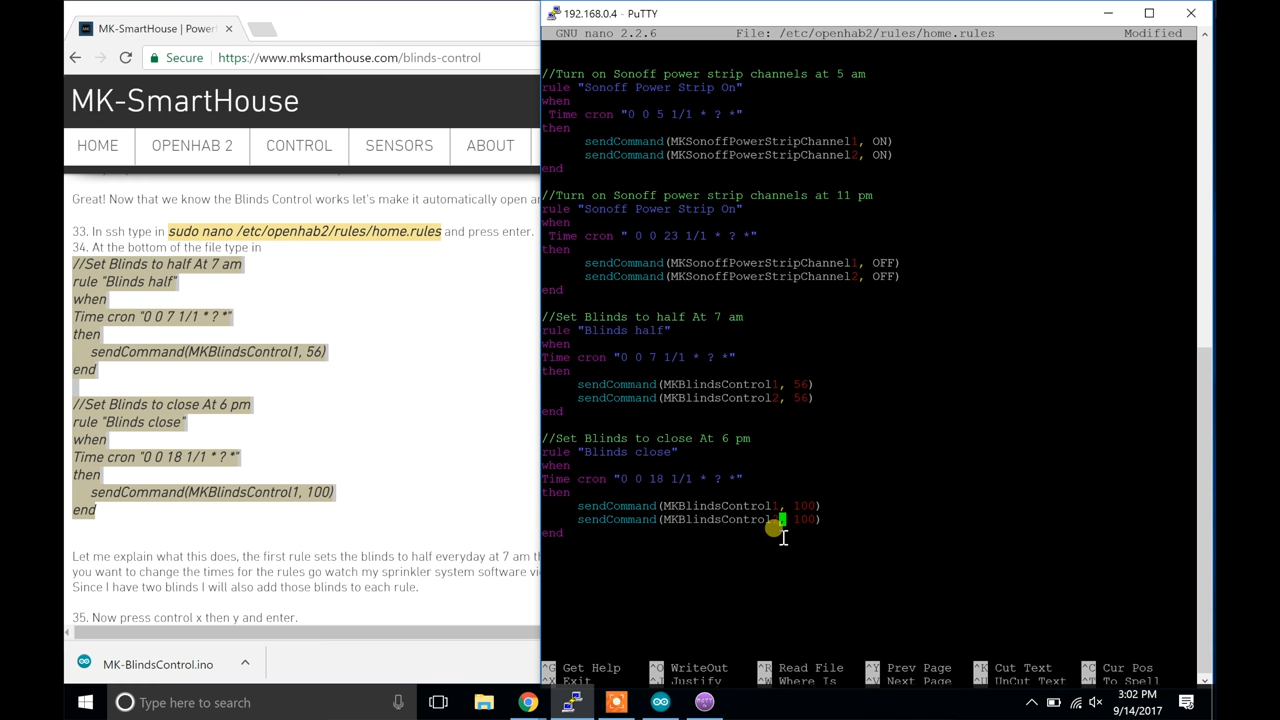 MK-SmartHouse | Power
192.168.0.4 - PuTTY
Secure
https://www.mksmarthouse.com/blinds-control
GNU nano 2.2.6
File: /etc/openhab2/rules/home.rules
Modified
MK-SmartHouse
HOME
OPENHAB 2
CONTROL
SENSORS
ABOUT
Great! Now that we know the Blinds Control works let's make it automatically open a
33. In ssh type in sudo nano /etc/openhab2/rules/home.rules and press enter.
34. At the bottom of the file type in
//Set Blinds to half At 7 am
rule "Blinds half"
when
Time cron "0 0 7 1/1 * ? *"
then
sendCommand(MKBlindsControl1, 56)
end
//Set Blinds to close At 6 pm
rule "Blinds close"
when
Time cron "0 0 18 1/1 * ? *"
then
sendCommand(MKBlindsControl1, 100)
end
Let me explain what this does, the first rule sets the blinds to half everyday at 7 am th
you want to change the times for the rules go watch my sprinkler system software vi
Since I have two blinds I will also add those blinds to each rule.
35. Now press control x then y and enter.
MK-BlindsControl.ino
//Turn on Sonoff power strip channels at 5 am
rule "Sonoff Power Strip On"
when
Time cron "0 0 5 1/1 * ? *"
then
sendCommand(MKSonoffPowerStripChannel1, ON)
sendCommand(MKSonoffPowerStripChannel2, ON)
end
//Turn on Sonoff power strip channels at 11 pm
rule "Sonoff Power Strip On"
when
Time cron " 0 0 23 1/1 * ? *"
then
sendCommand(MKSonoffPowerStripChannel1, OFF)
sendCommand(MKSonoffPowerStripChannel2, OFF)
end
//Set Blinds to half At 7 am
rule "Blinds half"
when
Time cron "0 0 7 1/1 * ? *"
then
sendCommand(MKBlindsControl1, 56)
sendCommand(MKBlindsControl2, 56)
end
//Set Blinds to close At 6 pm
rule "Blinds close"
when
Time cron "0 0 18 1/1 * ? *"
then
sendCommand(MKBlindsControl1, 100)
sendCommand(MKBlindsControl 100)
end
^G Get Help
^O WriteOut
^R Read File
^Y Prev Page
^K Cut Text
^C Cur Pos
^X Exit
^J Justify
^W Where Is
^V Next Page
^U UnCut Text
^T To Spell
Type here to search
3:02 PM
9/14/2017